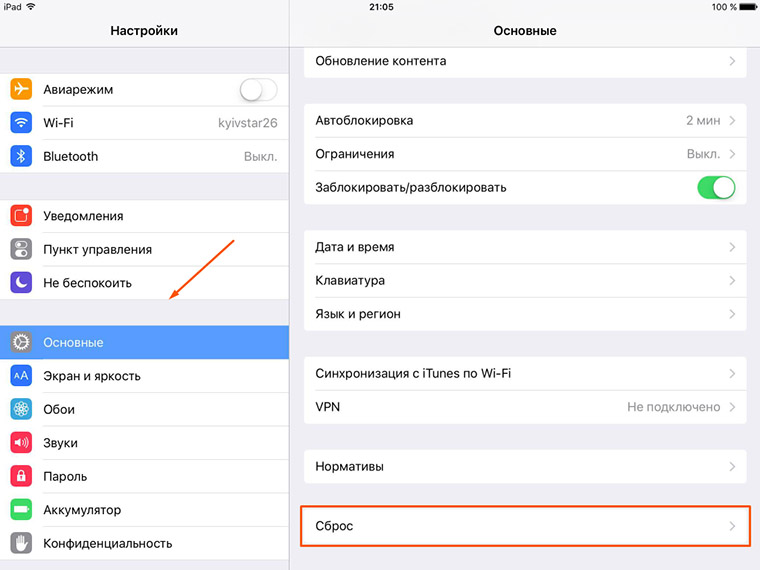 iPad 21:05 100 %
Настройки
Авиарежим
Wi-Fi kyivstar26
Bluetooth Выкл.
Уведомления
Пункт управления
Не беспокоить
Основные
Экран и яркость
Обои
Звуки
Пароль
Аккумулятор
Конфиденциальность
Основные
Обновление контента
Автоблокировка 2 мин
Ограничения Выкл.
Заблокировать/разблокировать
Дата и время
Клавиатура
Язык и регион
Синхронизация с iTunes по Wi-Fi
VPN Не подключено
Нормативы
Сброс